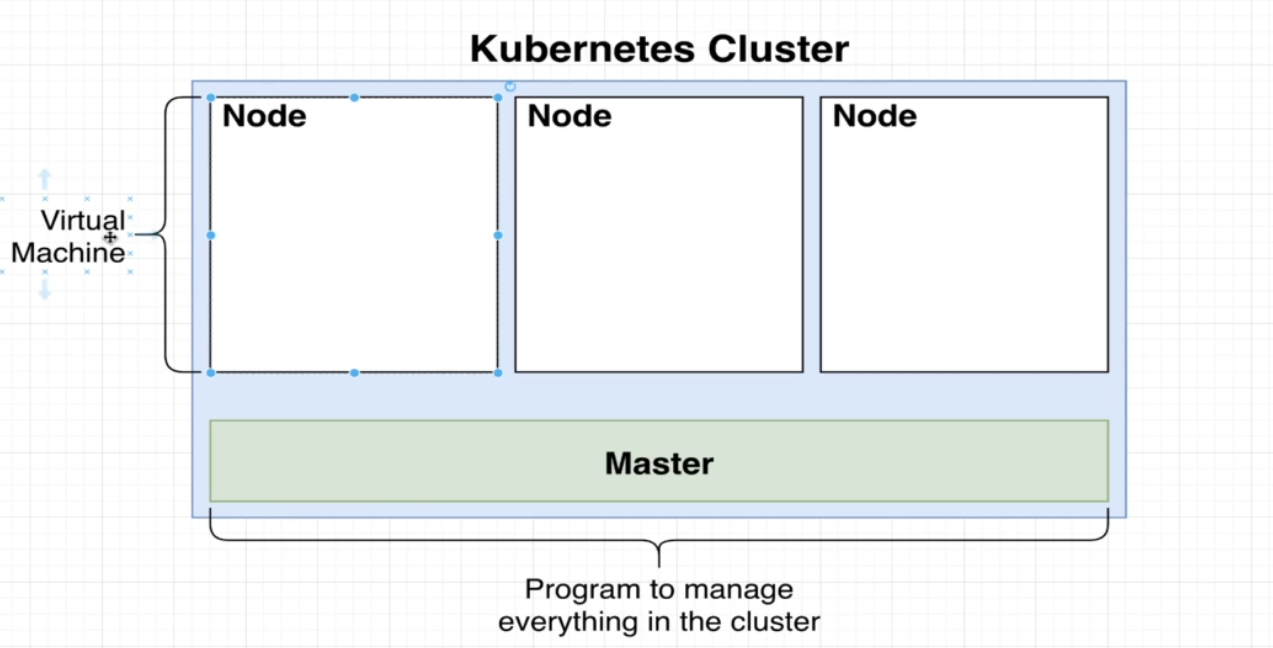 Kubernetes Cluster
Node
Node
Node
Virtual
Machine
Master
Program to manage
everything in the cluster